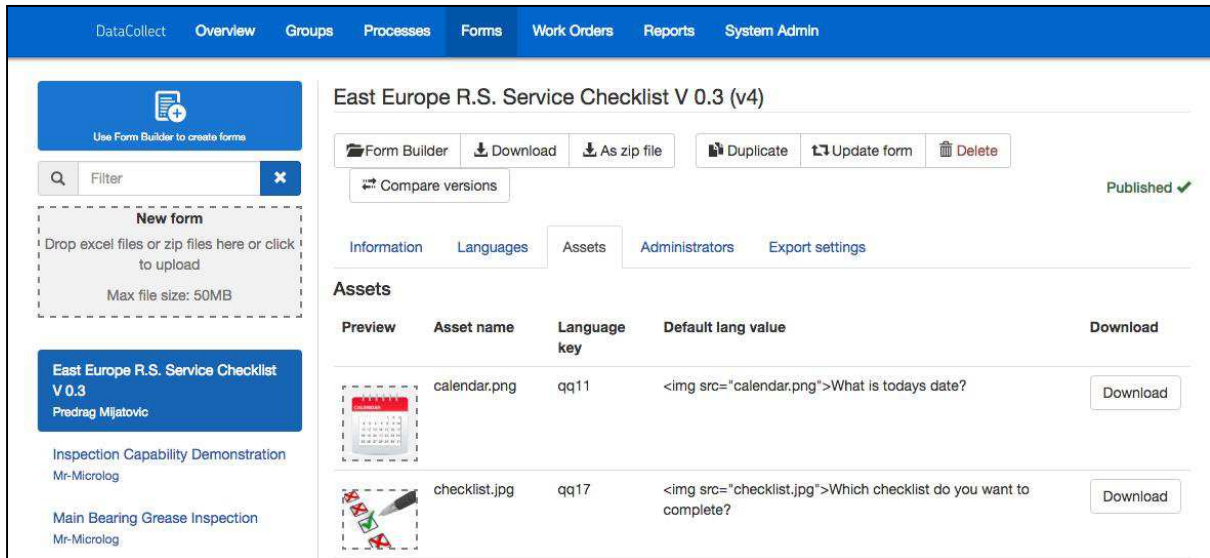 DataCollect Overview Groups Processes Forms Work Orders Reports System Admin
Use Form Builder to create forms
Filter
New form
Drop excel files or zip files here or click
to upload
Max file size: 50MB
East Europe R.S. Service Checklist
V 0.3
Predrag Mijatovic
Inspection Capability Demonstration
Mr-Microlog
Main Bearing Grease Inspection
Mr-Microlog
East Europe R.S. Service Checklist V 0.3 (v4)
Form Builder Download As zip file Duplicate Update form Delete
Compare versions
Published
Information Languages Assets Administrators Export settings
Assets
Preview Asset name Language key Default lang value Download
CALENDAR
calendar.png qq11 <img src="calendar.png">What is todays date? Download
checklist.jpg qq17 <img src="checklist.jpg">Which checklist do you want to
complete?
Download